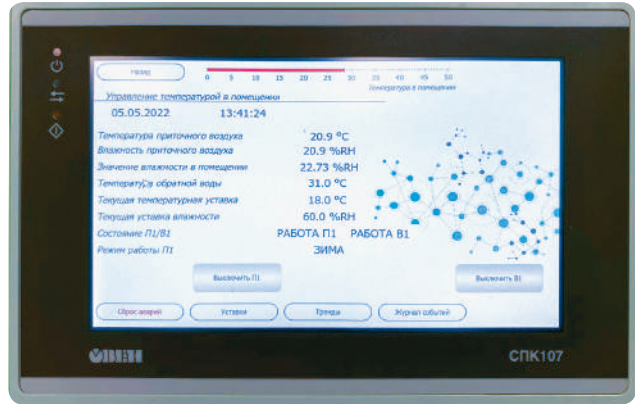 Назад
0 5 10 15 20 25 30 35 40 45 50
Температура в помещении
Управление температурой в помещении
05.05.2022 13:41:24
Температура приточного воздуха 20.9 °C
Влажность приточного воздуха 20.9 %RH
Значение влажности в помещении 22.73 %RH
Температура обратной воды 31.0 °C
Текущая температурная уставка 18.0 °C
Текущая уставка влажности 60.0 %RH
Состояние П1/В1 РАБОТА П1 РАБОТА В1
Режим работы П1 ЗИМА
Выключить П1 Выключить В1
Сброс аварий Уставки Тренды Журнал событий
ОВЕН СПК107